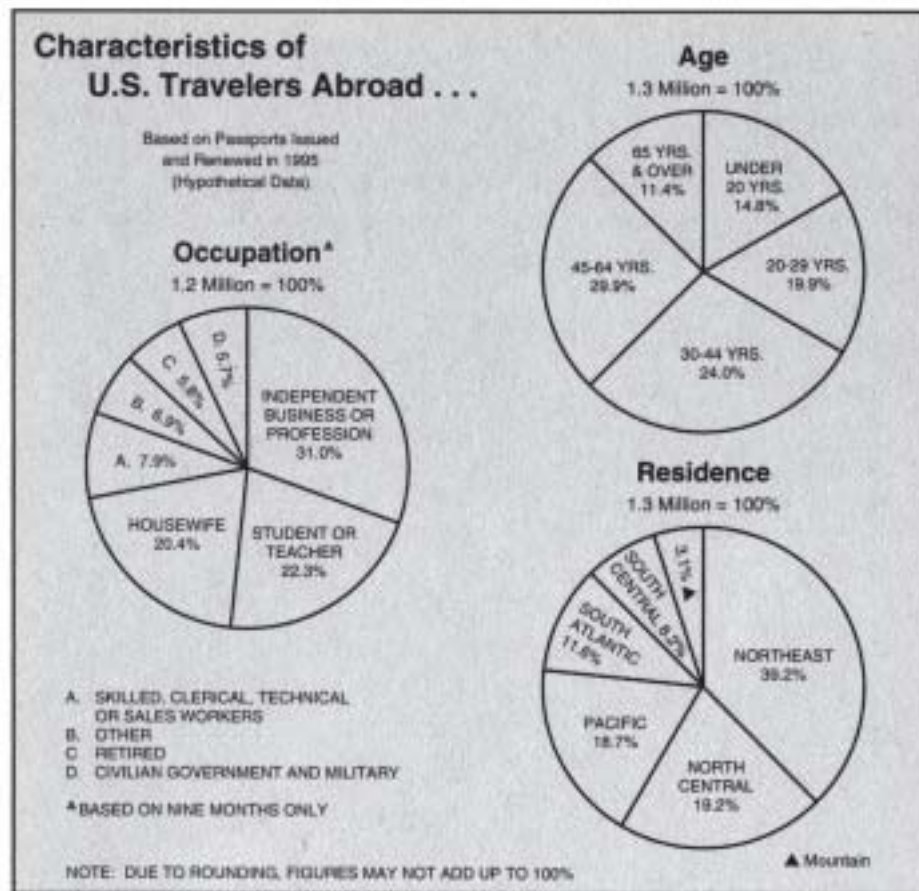 Characteristics of
U.S. Travelers Abroad . . .
Based on Passports Issued
and Renewed in 1995
(Hypothetical Data)
Occupation▲
1.2 Million = 100%
INDEPENDENT
BUSINESS OR
PROFESSION
31.0%
STUDENT OR
TEACHER
22.3%
HOUSEWIFE
20.4%
A. 7.9%
B. 6.9%
C. 5.8%
D. 5.7%
A. SKILLED, CLERICAL, TECHNICAL
OR SALES WORKERS
B. OTHER
C RETIRED
D. CIVILIAN GOVERNMENT AND MILITARY
▲ BASED ON NINE MONTHS ONLY
Age
1.3 Million = 100%
UNDER
20 YRS.
14.8%
20-29 YRS.
19.9%
30-44 YRS.
24.0%
45-64 YRS.
29.9%
65 YRS.
& OVER
11.4%
Residence
1.3 Million = 100%
NORTHEAST
39.2%
NORTH
CENTRAL
19.2%
PACIFIC
18.7%
SOUTH
ATLANTIC
11.6%
SOUTH
CENTRAL 8.2%
3.1% ▲
▲ Mountain
NOTE: DUE TO ROUNDING, FIGURES MAY NOT ADD UP TO 100%